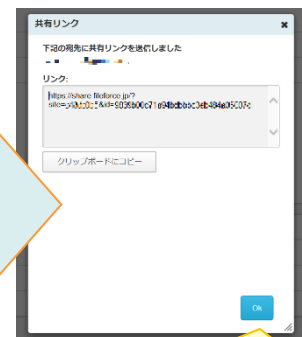 共有リンク
下記の宛先に共有リンクを送信しました
リンク:
https://share.fileforce.jp/?
クリップボードにコピー
Ok